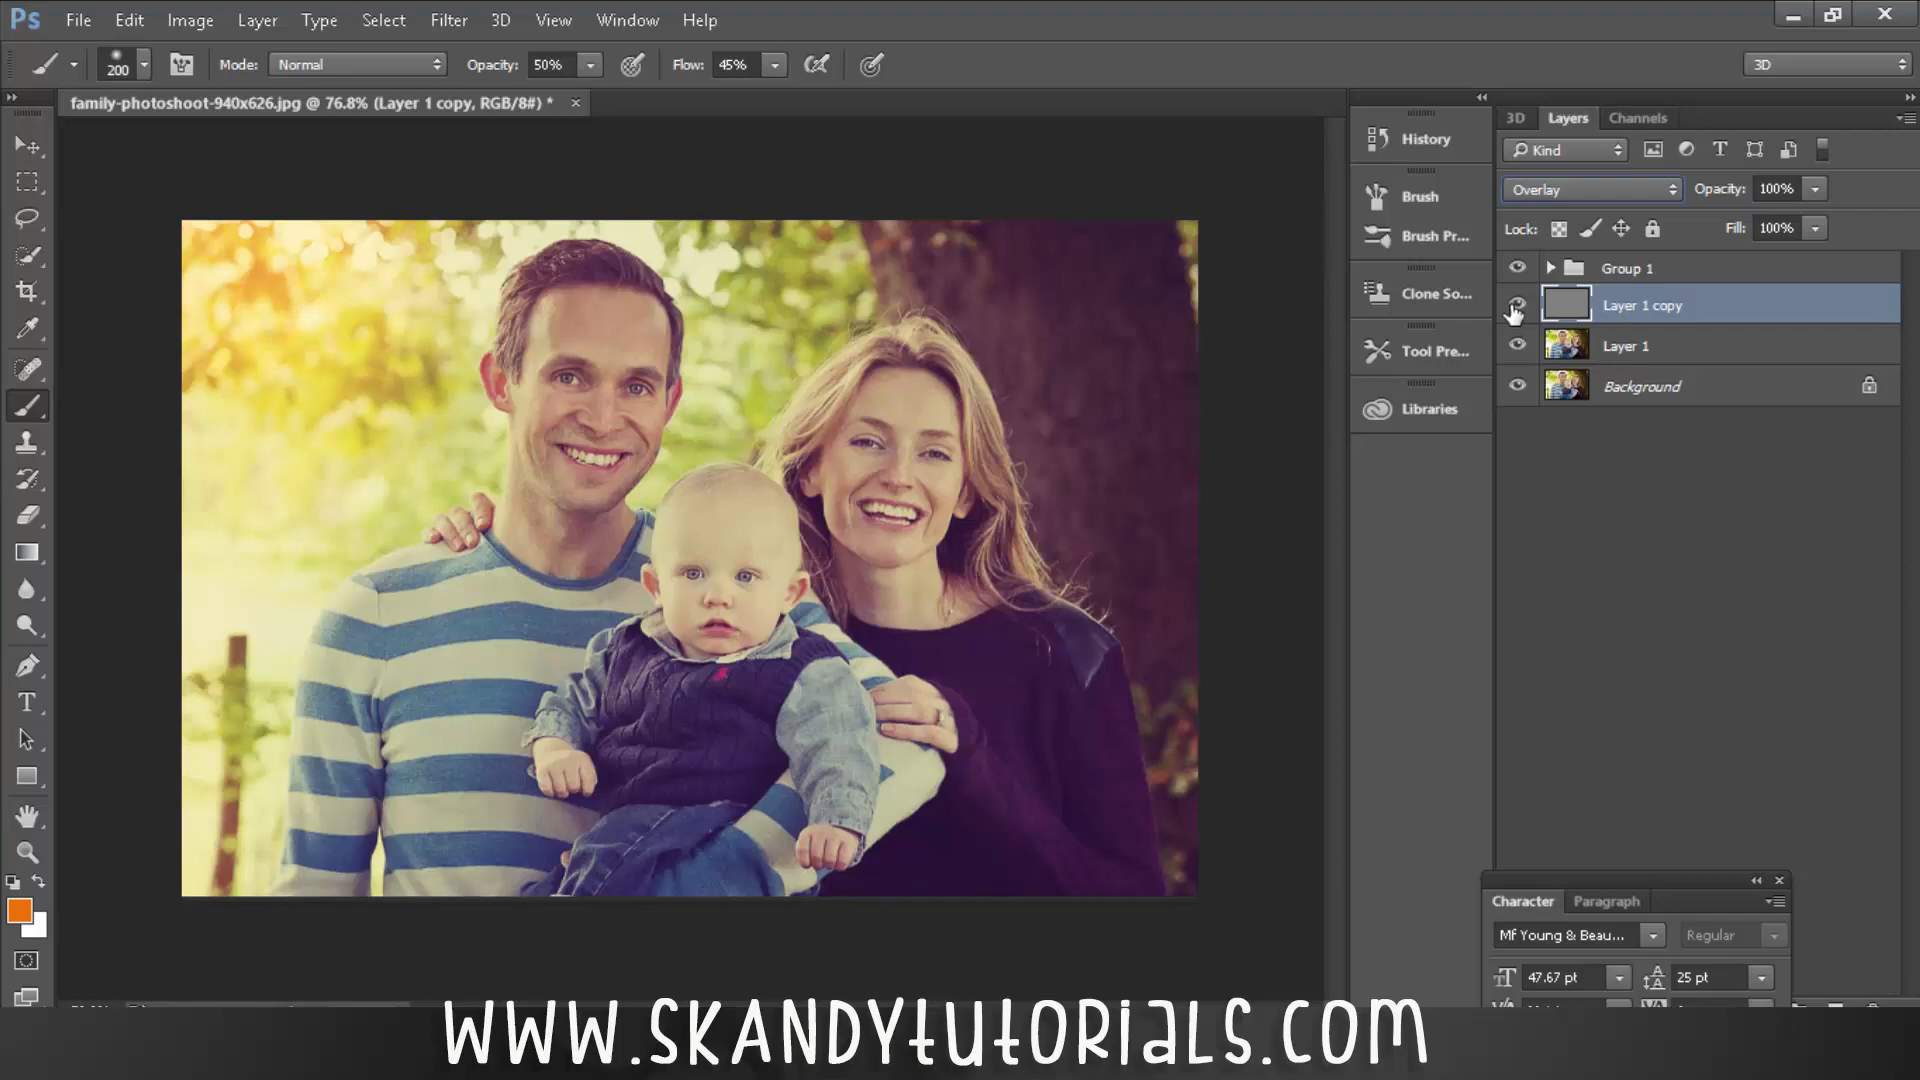 Ps File Edit Image Layer Type Select Filter 3D View Window Help
200 Mode: Normal Opacity: 50% Flow: 45% 3D
family-photoshoot-940x626.jpg @ 76.8% (Layer 1 copy, RGB/8#) *
History
Brush
Brush Pr...
Clone So...
Tool Pre...
Libraries
3D Layers Channels
Kind
Overlay Opacity: 100%
Lock: Fill: 100%
Group 1
Layer 1 copy
Layer 1
Background
Character Paragraph
Mf Young & Beau... Regular
47.67 pt 25 pt
www.SKANDYtutorials.com